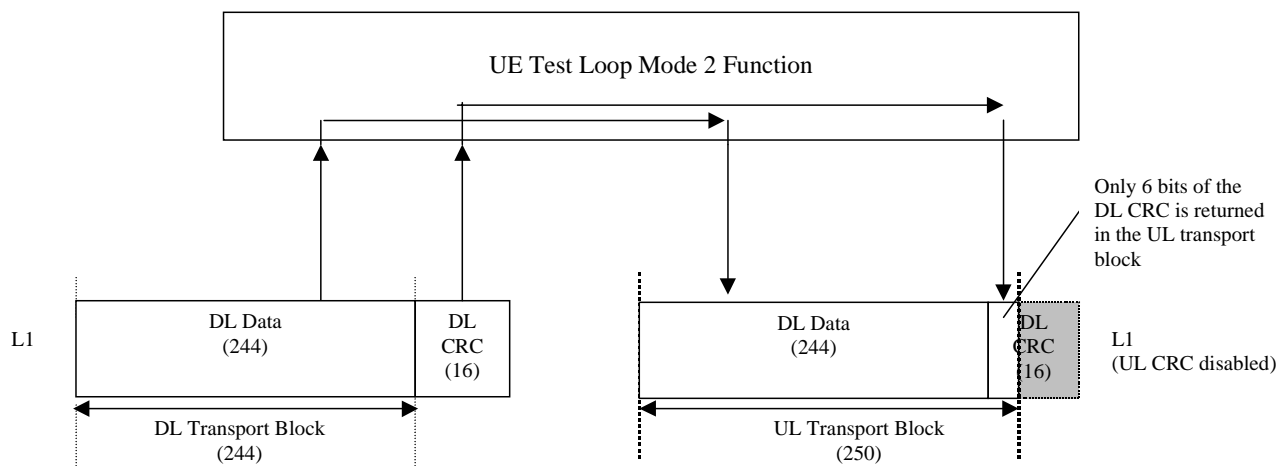 UE Test Loop Mode 2 Function
Only 6 bits of the
DL CRC is returned
in the UL transport
block
L1
DL Data
(244)
DL
CRC
(16)
DL Data
(244)
DL
CRC
(16)
L1
(UL CRC disabled)
DL Transport Block
(244)
UL Transport Block
(250)